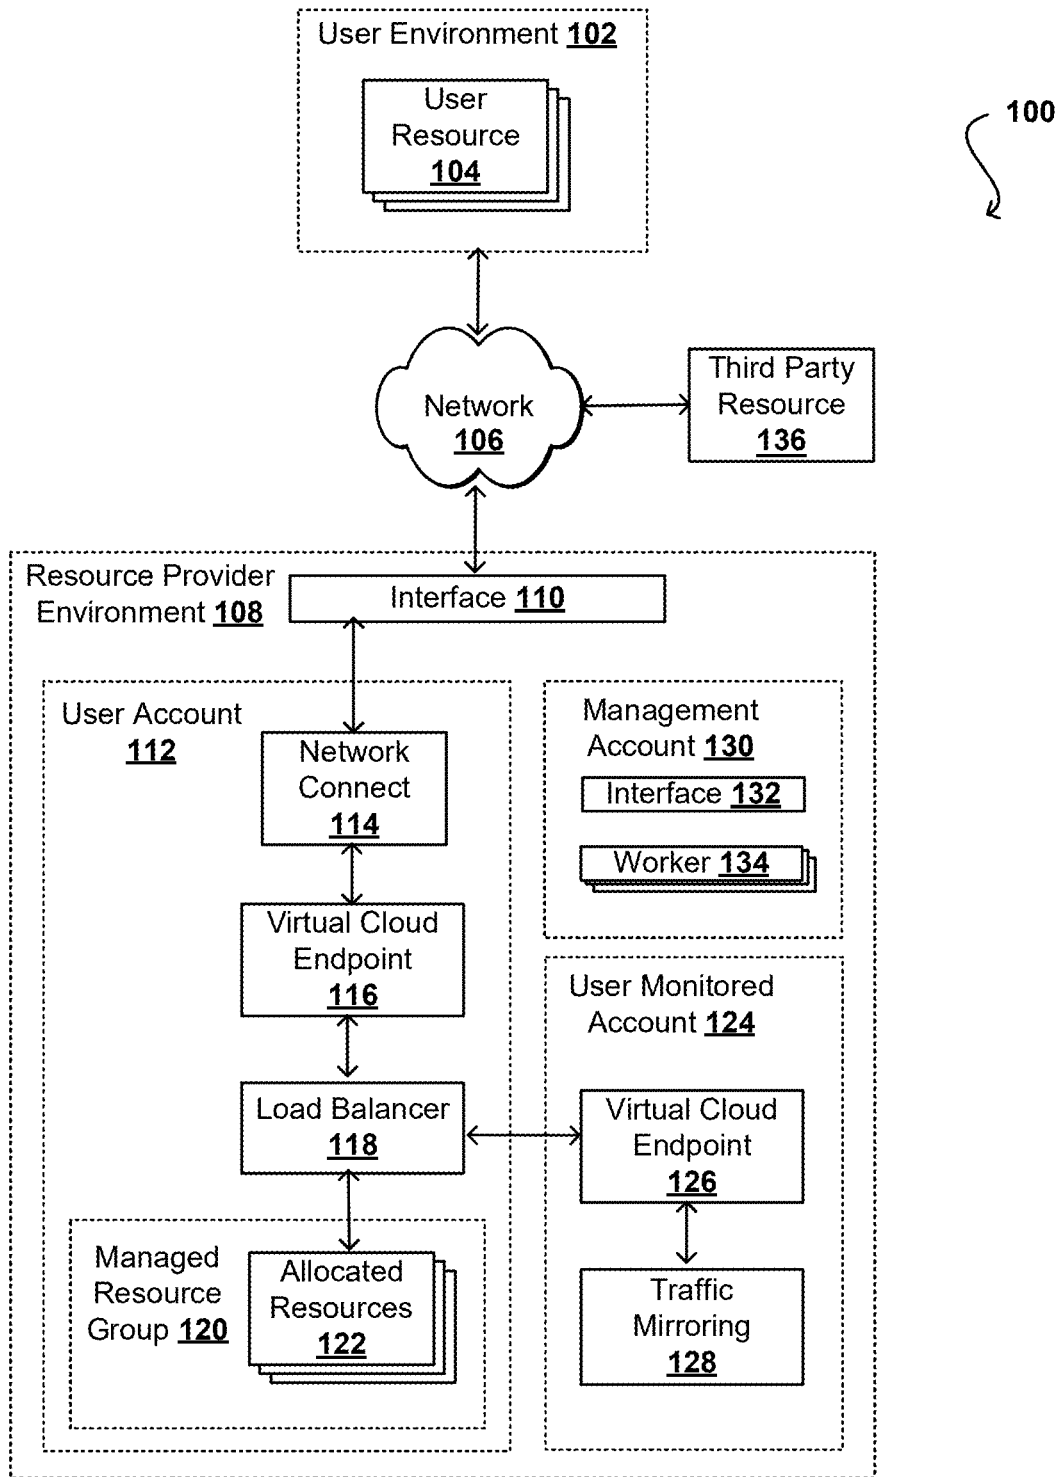 User Environment 102
User
Resource
104
100
Network
106
Third Party
Resource
136
Resource Provider
Environment 108
Interface 110
User Account
112
Network
Connect
114
Virtual Cloud
Endpoint
116
Load Balancer
118
Managed
Resource
Group 120
Allocated
Resources
122
Management
Account 130
Interface 132
Worker 134
User Monitored
Account 124
Virtual Cloud
Endpoint
126
Traffic
Mirroring
128